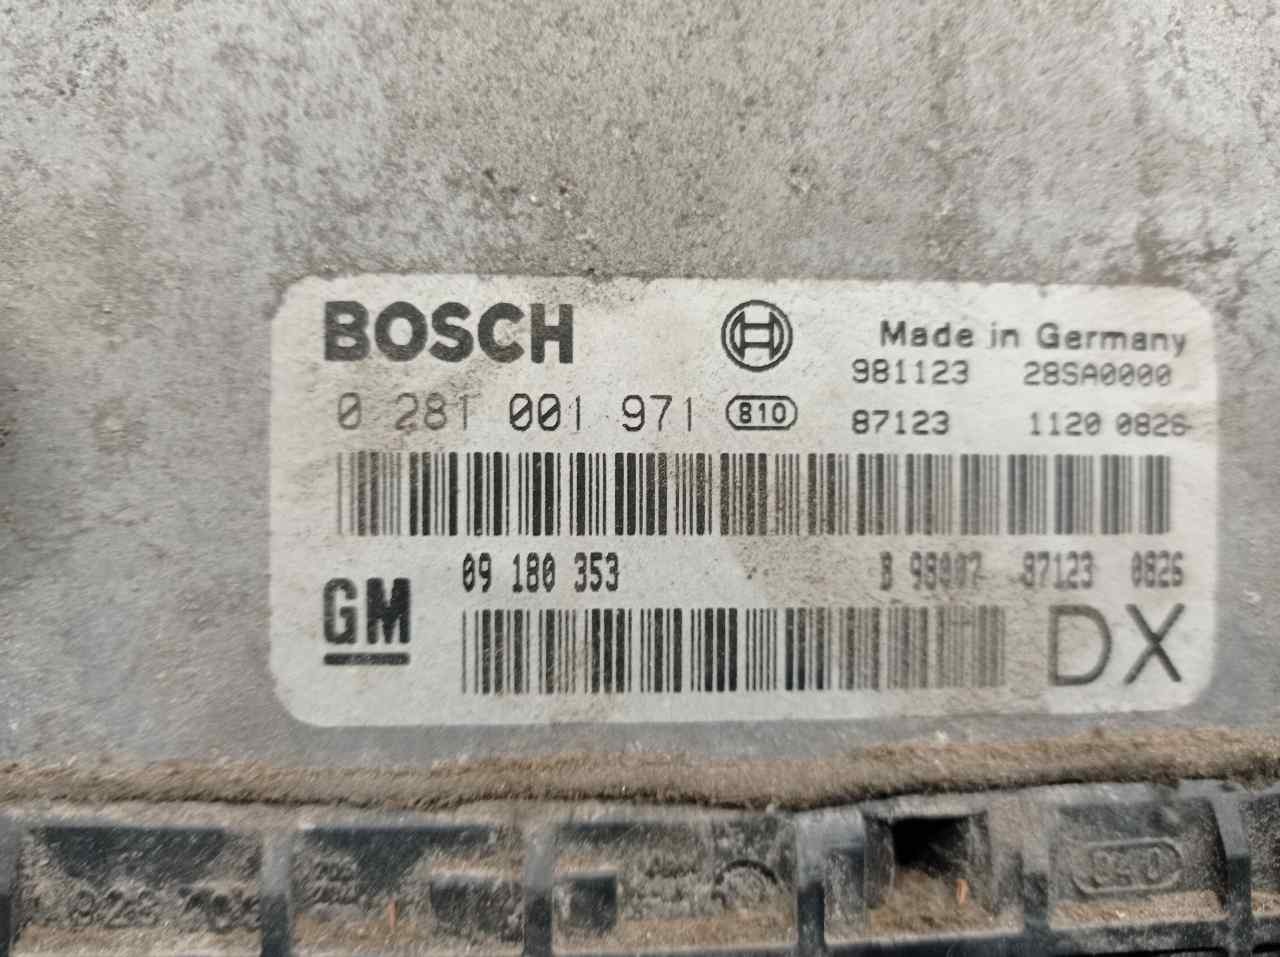 BOSCH
Made in Germany
981123 28SA0000
0 281 001 971 810
87123 1120 0826
09 180 353
B 98007 87123 0826
GM
DX